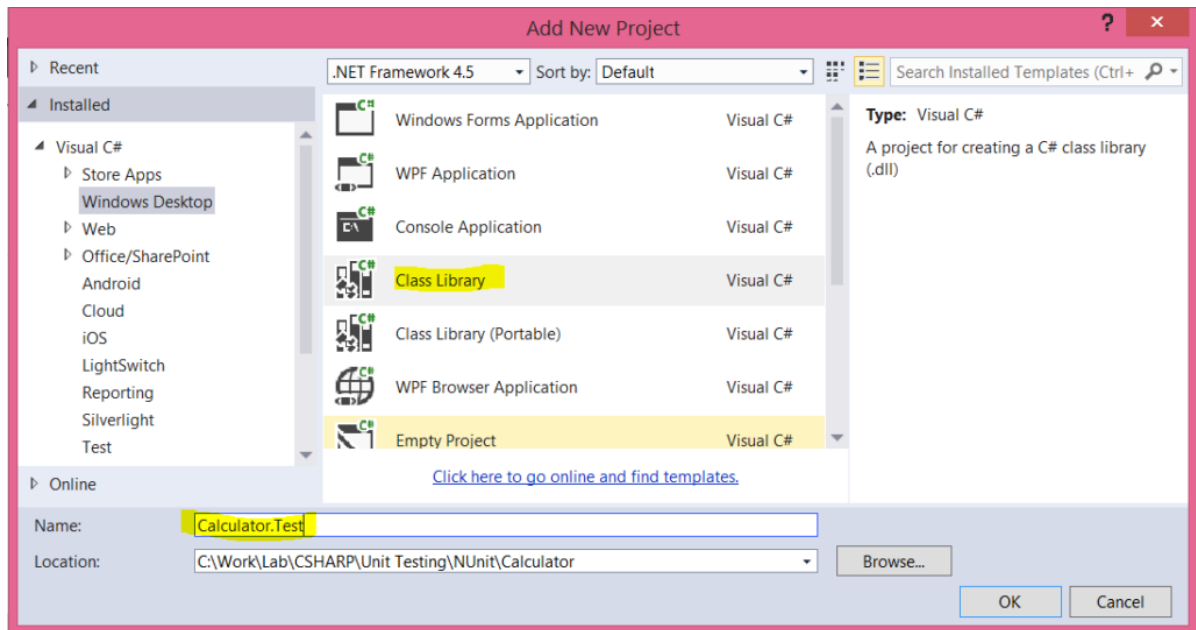 Add New Project
? ×
Recent
.NET Framework 4.5 Sort by: Default Search Installed Templates (Ctrl+
Installed
Visual C#
Store Apps
Windows Desktop
Web
Office/SharePoint
Android
Cloud
iOS
LightSwitch
Reporting
Silverlight
Test
Online
C# Windows Forms Application Visual C#
C# WPF Application Visual C#
C# Console Application Visual C#
C# Class Library Visual C#
C# Class Library (Portable) Visual C#
C# WPF Browser Application Visual C#
C# Empty Project Visual C#
Click here to go online and find templates.
Type: Visual C#
A project for creating a C# class library
(.dll)
Name: Calculator.Test
Location: C:\Work\Lab\CSHARP\Unit Testing\NUnit\Calculator Browse...
OK Cancel